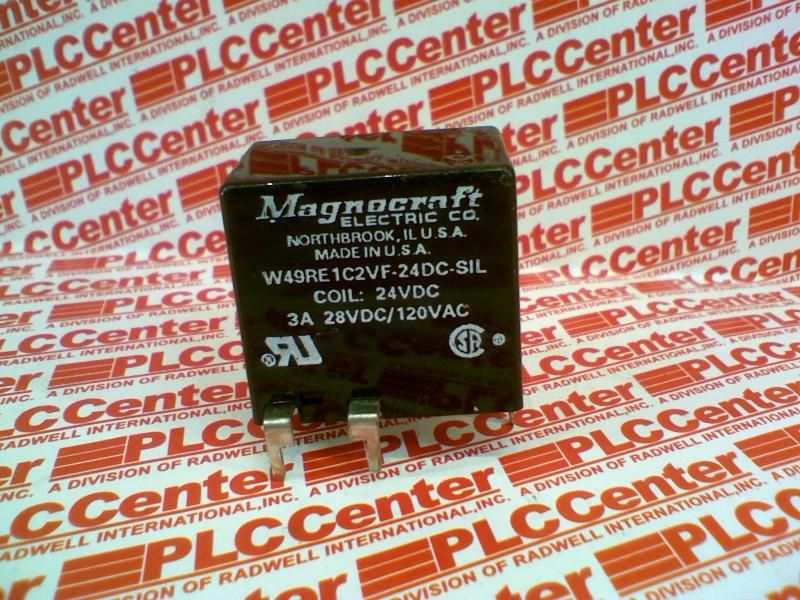 Magnocraft
ELECTRIC CO.
NORTHBROOK, IL U.S.A.
MADE IN U.S.A.
W49RE1C2VF-24DC-SIL
COIL: 24VDC
3A 28VDC/120VAC
PLCCenter
A DIVISION OF RADWELL INTERNATIONAL, INC.